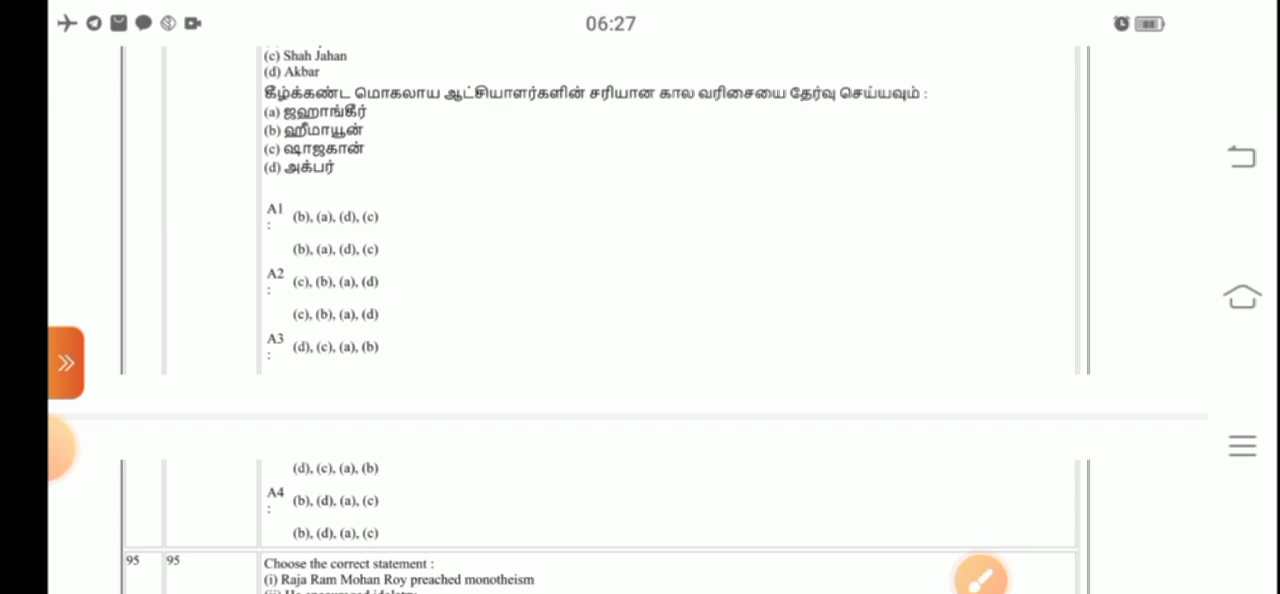 06:27
(c) Shah Jahan
(d) Akbar
கீழ்க்கண்ட மொகலாய ஆட்சியாளர்களின் சரியான கால வரிசையை தேர்வு செய்யவும் :
(a) ஜஹாங்கீர்
(b) ஹீமாயூன்
(c) ஷாஜகான்
(d) அக்பர்
A1 : (b), (a), (d), (c)
(b), (a), (d), (c)
A2 : (c), (b), (a), (d)
(c), (b), (a), (d)
A3 : (d), (c), (a), (b)
(d), (c), (a), (b)
A4 : (b), (d), (a), (c)
(b), (d), (a), (c)
95 95 Choose the correct statement :
(i) Raja Ram Mohan Roy preached monotheism